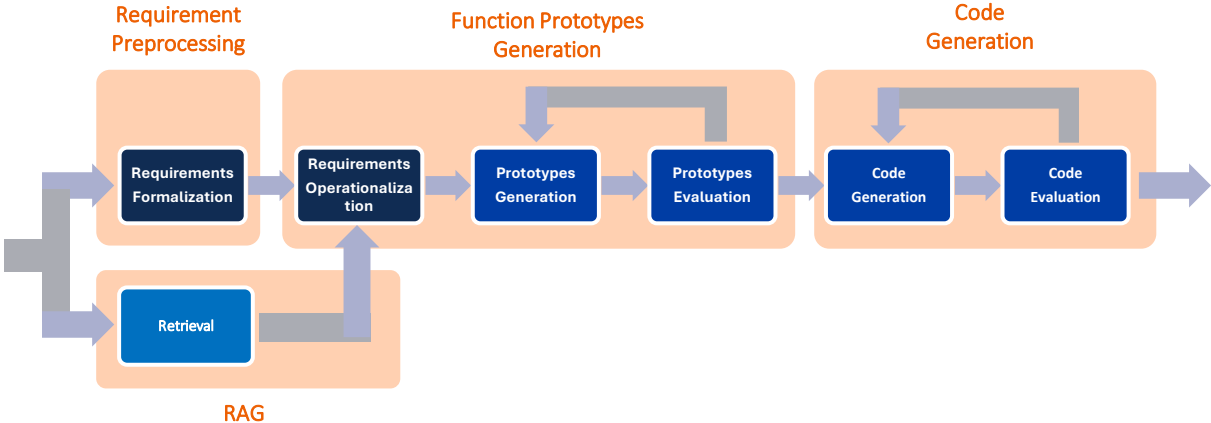 Requirement
Preprocessing
Function Prototypes
Generation
Code
Generation
Requirements
Formalization
Requirements
Operationaliza
tion
Prototypes
Generation
Prototypes
Evaluation
Code
Generation
Code
Evaluation
Retrieval
RAG